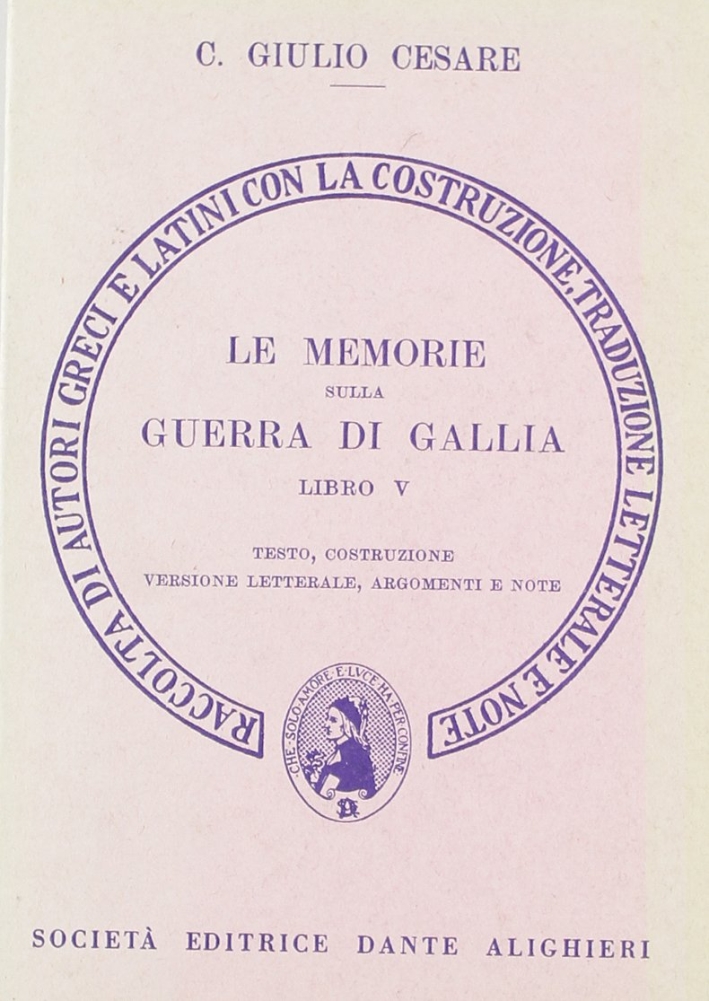 C. GIULIO CESARE
RACCOLTA DI AUTORI GRECI E LATINI CON LA COSTRUZIONE, TRADUZIONE LETTERALE E NOTE
LE MEMORIE
SULLA
GUERRA DI GALLIA
LIBRO V
TESTO, COSTRUZIONE
VERSIONE LETTERALE, ARGOMENTI E NOTE
·CHE·SOLO·AMORE·E·LVCE·HA·PER·CONFINE·
SOCIETÀ EDITRICE DANTE ALIGHIERI